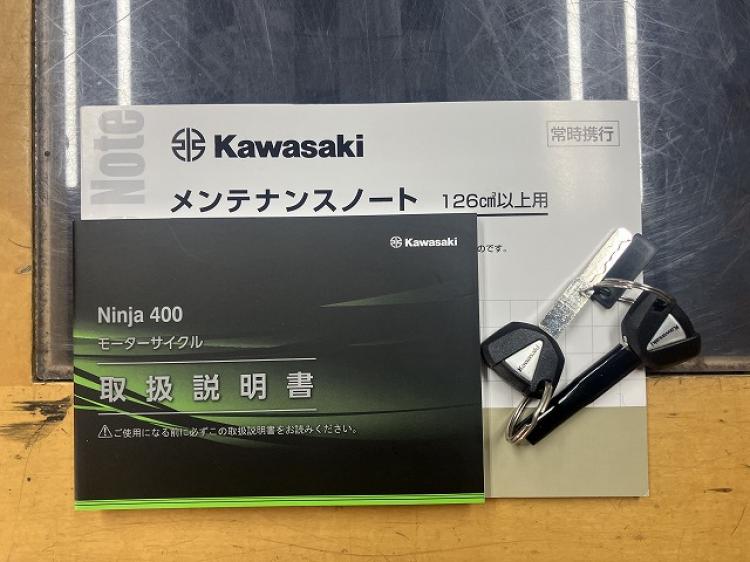 Note
Kawasaki
常時携行
メンテナンスノート 126cm³以上用
のです。
Kawasaki
Ninja 400
モーターサイクル
取扱説明書
⚠ご使用になる前に必ずこの取扱説明書をお読みください。
Kawasaki
Kawasaki